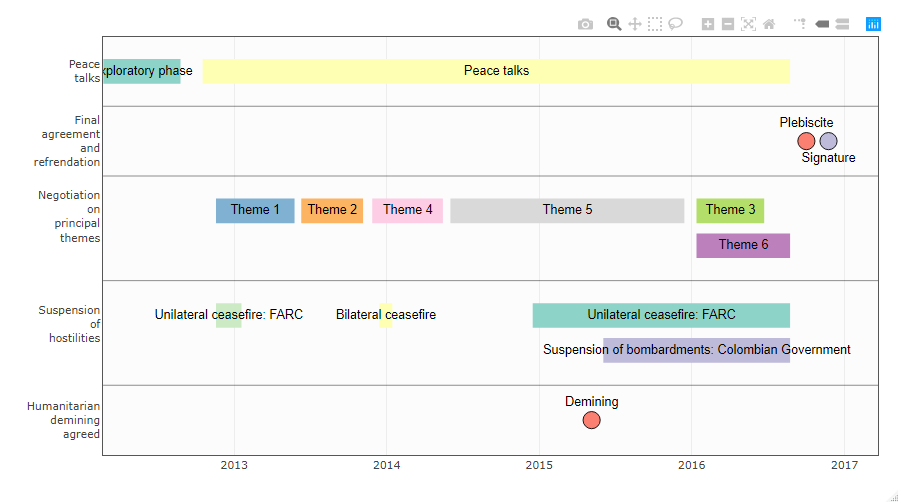 Peace
talks
xploratory phase
Peace talks
Final
agreement
and
refrendation
Plebiscite
Signature
Negotiation
on
principal
themes
Theme 1
Theme 2
Theme 4
Theme 5
Theme 3
Theme 6
Suspension
of
hostilities
Unilateral ceasefire: FARC
Bilateral ceasefire
Unilateral ceasefire: FARC
Suspension of bombardments: Colombian Government
Humanitarian
demining
agreed
Demining
2013
2014
2015
2016
2017